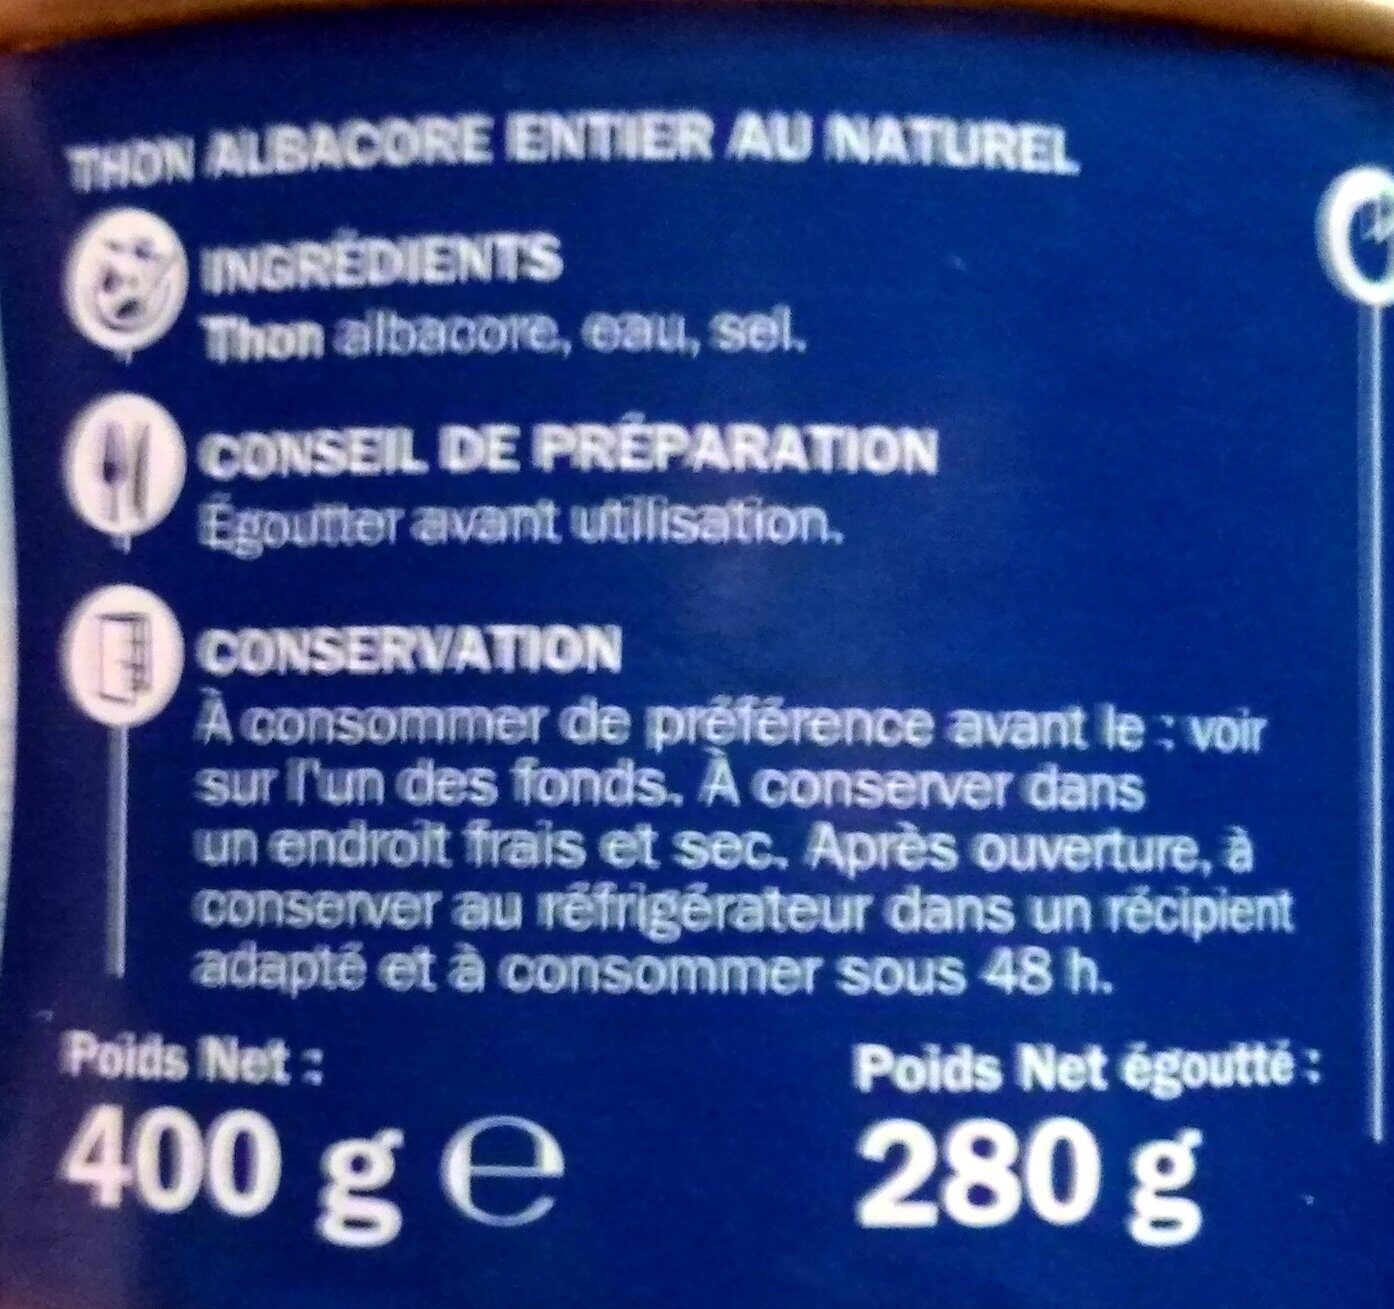 THON ALBACORE ENTIER AU NATUREL
INGRÉDIENTS
Thon albacore, eau, sel.
CONSEIL DE PRÉPARATION
Égoutter avant utilisation.
CONSERVATION
À consommer de préférence avant le : voir
sur l'un des fonds. À conserver dans
un endroit frais et sec. Après ouverture, à
conserver au réfrigérateur dans un récipient
adapté et à consommer sous 48 h.
Poids Net :
400 g e
Poids Net égoutté :
280 g